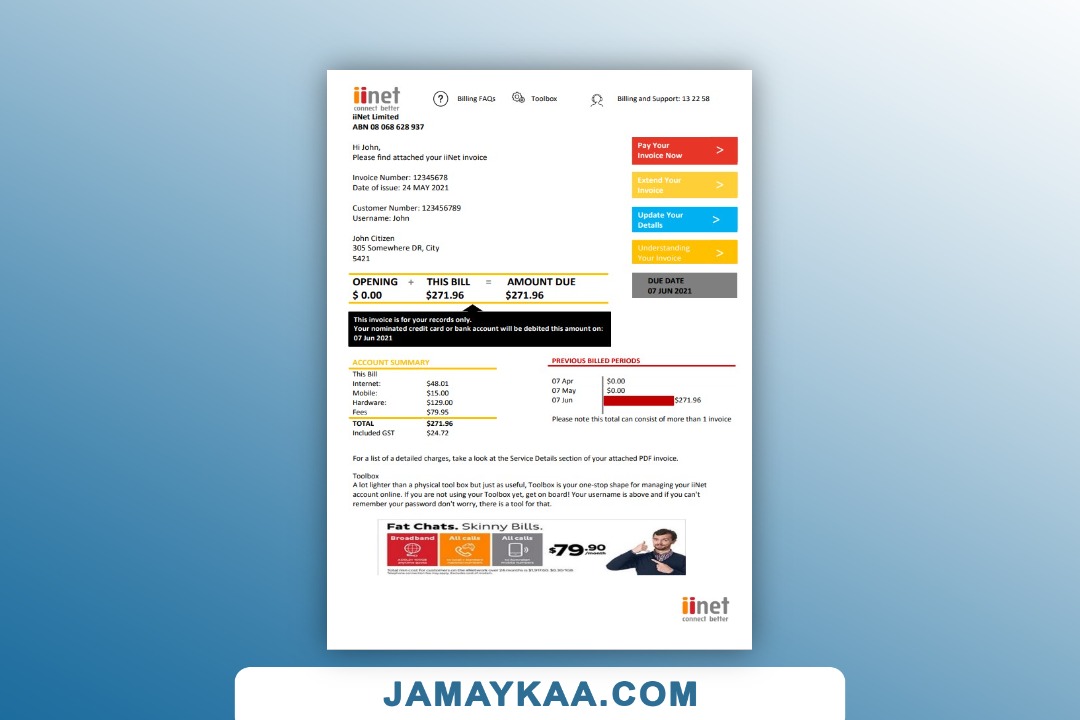 iinet
connect better
Billing FAQs
Toolbox
Billing and Support: 13 22 58
iiNet Limited
ABN 08 068 628 937
Hi John,
Please find attached your iiNet invoice
Invoice Number: 12345678
Date of issue: 24 MAY 2021
Customer Number: 123456789
Username: John
John Citizen
305 Somewhere DR, City
5421
Pay Your
Invoice Now >
Extend Your
Invoice >
Update Your
Details >
Understanding
Your Invoice >
DUE DATE
07 JUN 2021
OPENING + THIS BILL = AMOUNT DUE
$ 0.00 $271.96 $271.96
This invoice is for your records only.
Your nominated credit card or bank account will be debited this amount on:
07 Jun 2021
ACCOUNT SUMMARY
This Bill
Internet: $48.01
Mobile: $15.00
Hardware: $129.00
Fees $79.95
TOTAL $271.96
Included GST $24.72
PREVIOUS BILLED PERIODS
07 Apr $0.00
07 May $0.00
07 Jun $271.96
Please note this total can consist of more than 1 invoice
For a list of a detailed charges, take a look at the Service Details section of your attached PDF invoice.
Toolbox
A lot lighter than a physical tool box but just as useful, Toolbox is your one-stop shape for managing your iiNet
account online. If you are not using your Toolbox yet, get on board! Your username is above and if you can't
remember your password don't worry, there is a tool for that.
Fat Chats. Skinny Bills.
Broadband All calls All calls
$79.90
/month
iinet
connect better
JAMAYKAA.COM